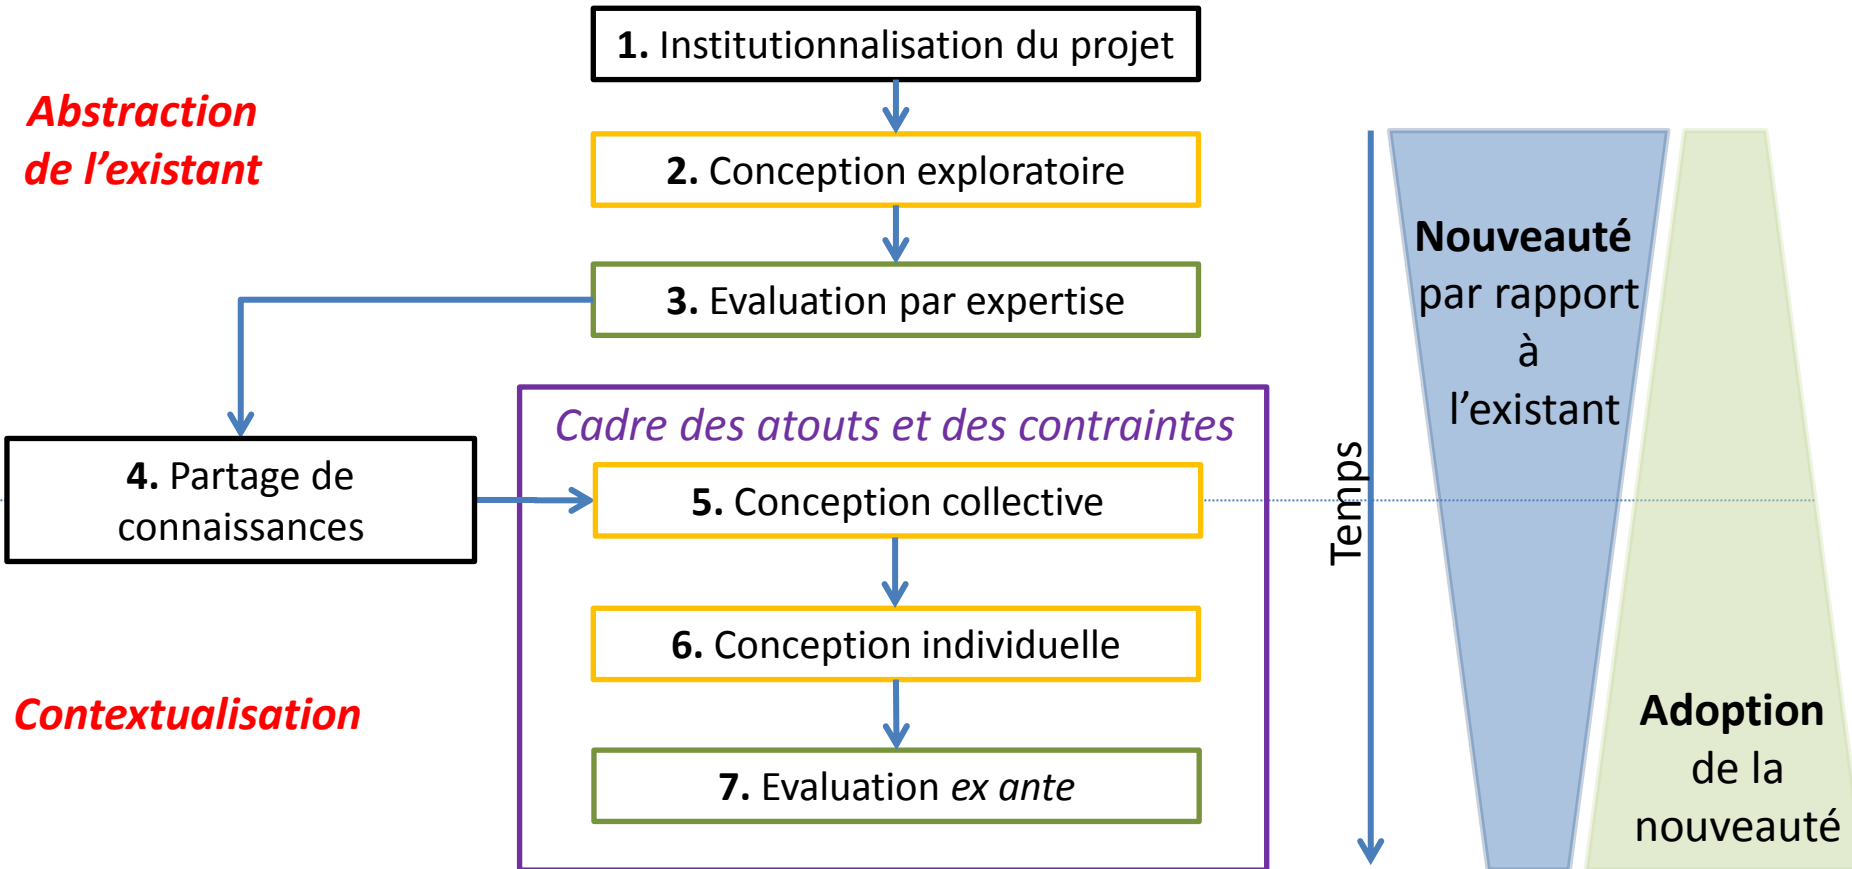 1. Institutionnalisation du projet
Abstraction
de l’existant
2. Conception exploratoire
3. Evaluation par expertise
Cadre des atouts et des contraintes
4. Partage de
connaissances
5. Conception collective
6. Conception individuelle
Contextualisation
7. Evaluation ex ante
Temps
Nouveauté
par rapport
à
l’existant
Adoption
de la
nouveauté